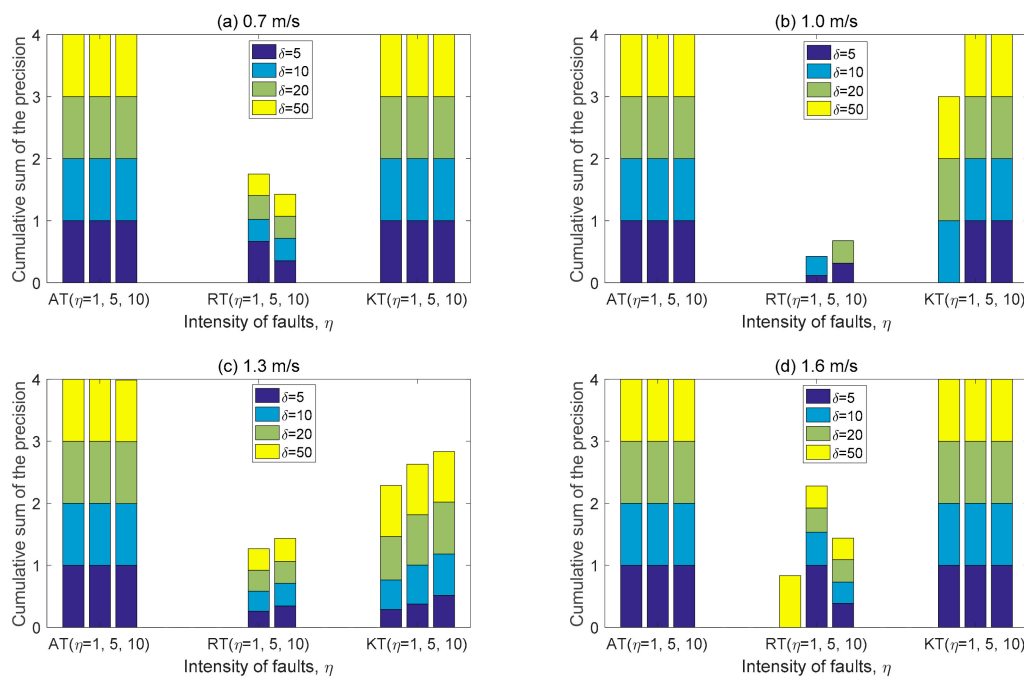 (a) 0.7 m/s
Cumulative sum of the precision
4
3
2
1
0
δ=5
δ=10
δ=20
δ=50
AT(η=1, 5, 10)
RT(η=1, 5, 10)
KT(η=1, 5, 10)
Intensity of faults, η
(b) 1.0 m/s
Cumulative sum of the precision
4
3
2
1
0
δ=5
δ=10
δ=20
δ=50
AT(η=1, 5, 10)
RT(η=1, 5, 10)
KT(η=1, 5, 10)
Intensity of faults, η
(c) 1.3 m/s
Cumulative sum of the precision
4
3
2
1
0
δ=5
δ=10
δ=20
δ=50
AT(η=1, 5, 10)
RT(η=1, 5, 10)
KT(η=1, 5, 10)
Intensity of faults, η
(d) 1.6 m/s
Cumulative sum of the precision
4
3
2
1
0
δ=5
δ=10
δ=20
δ=50
AT(η=1, 5, 10)
RT(η=1, 5, 10)
KT(η=1, 5, 10)
Intensity of faults, η